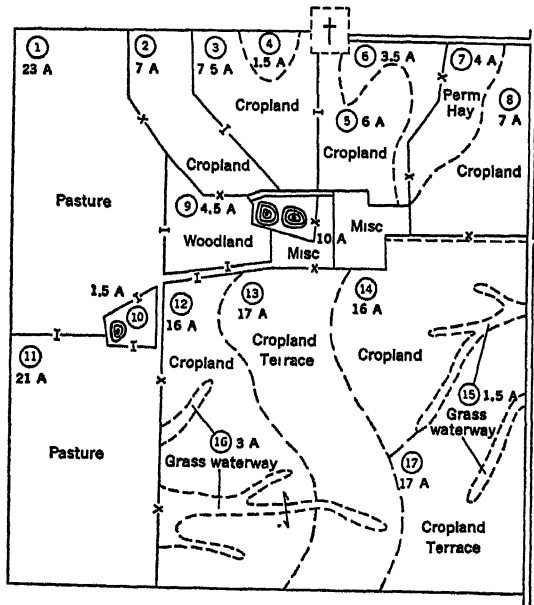 1
23 A
2
7 A
3
7 5 A
4
1.5 A
6 3.5 A
7 4 A
Perm
Hay
8
7 A
Cropland
5 6 A
Cropland
Cropland
Cropland
Pasture
9 4.5 A
Woodland
Misc
10 A
Misc
1.5 A
10
12
16 A
13
17 A
14
16 A
11
21 A
Cropland
Cropland
Terrace
Cropland
15 1.5 A
Grass
waterway
Pasture
16 3 A
Grass waterway
17
17 A
Cropland
Terrace